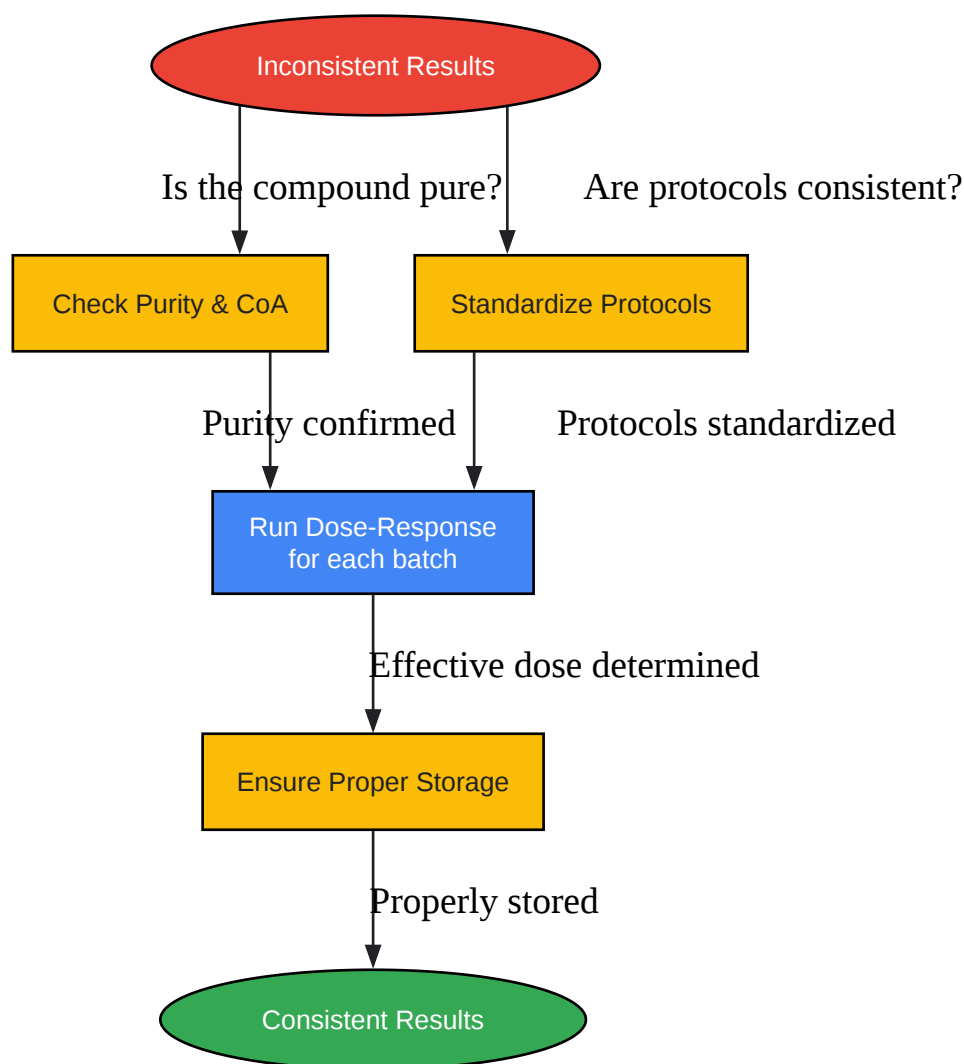 Inconsistent Results
Is the compound pure?
Are protocols consistent?
Check Purity & CoA
Standardize Protocols
Purity confirmed
Protocols standardized
Run Dose-Response
for each batch
Effective dose determined
Ensure Proper Storage
Properly stored
Consistent Results